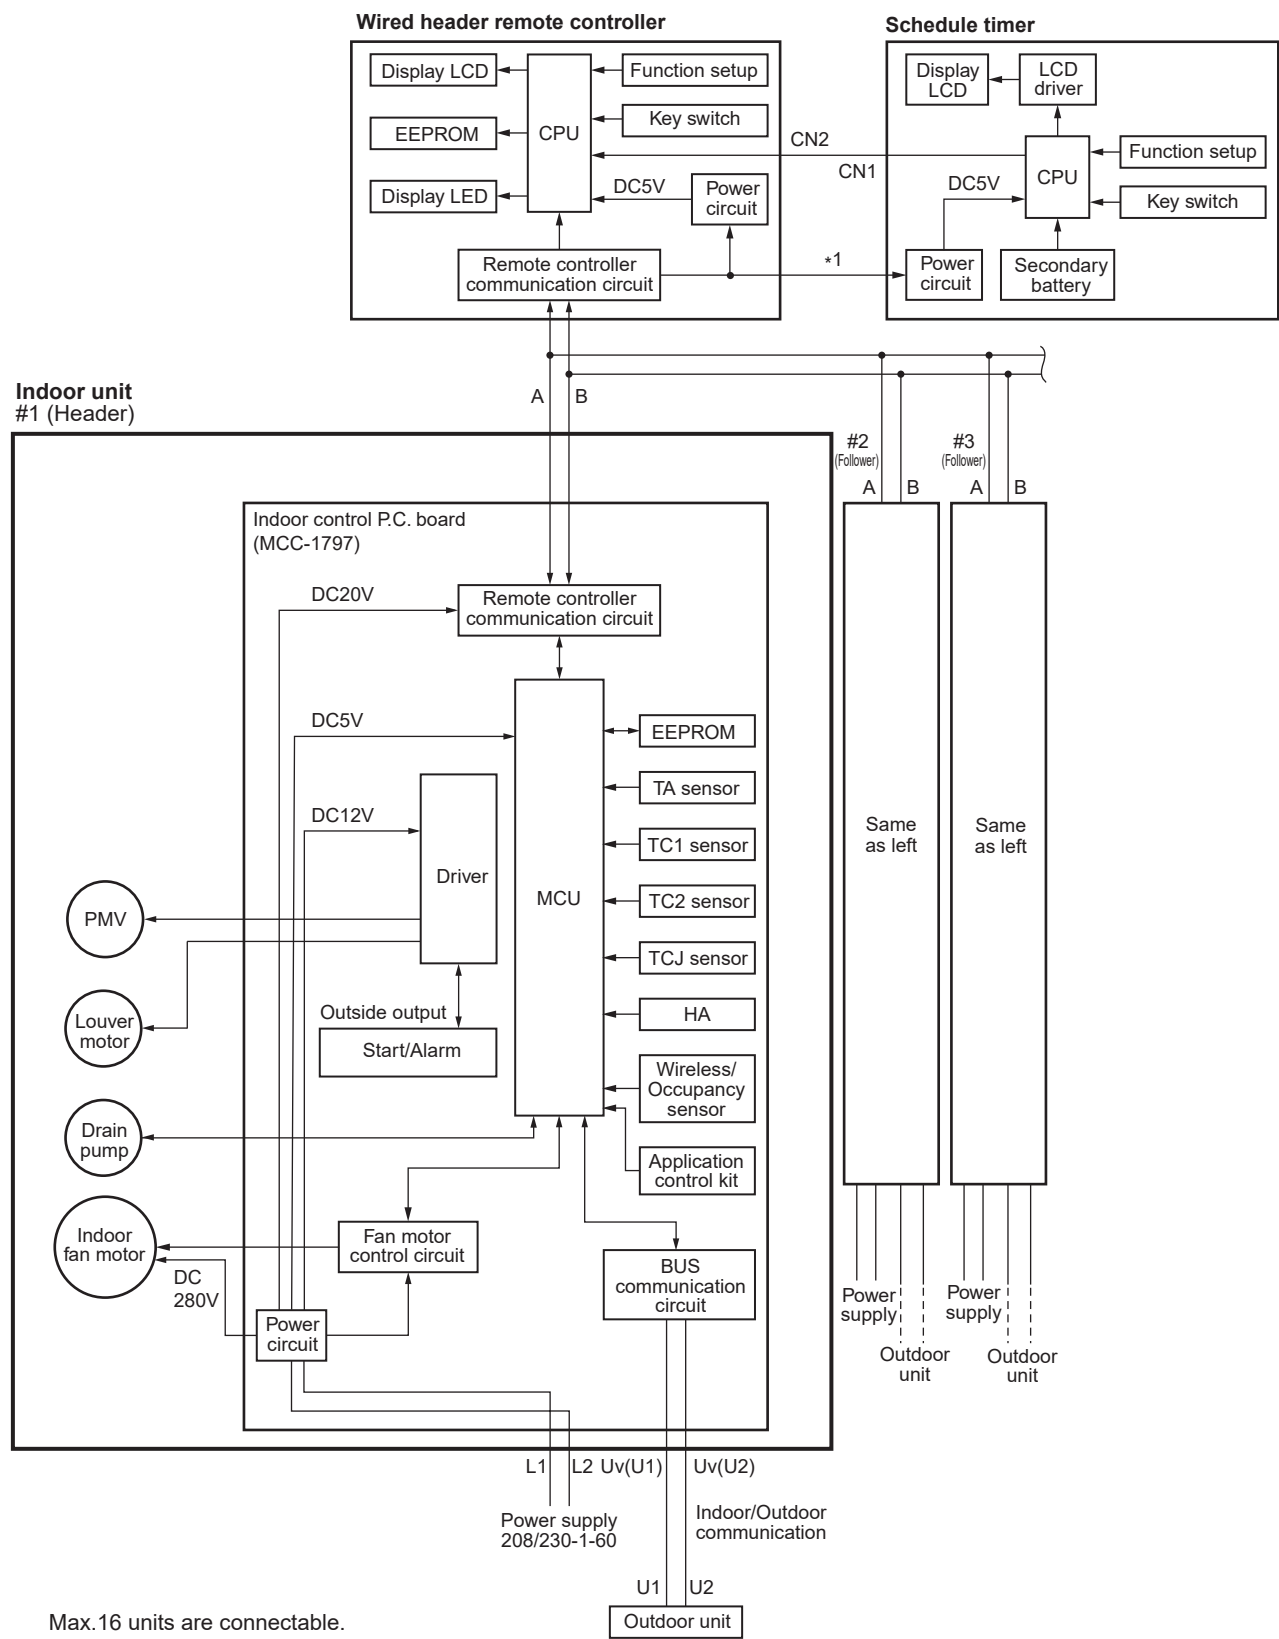 Wired header remote controller
Schedule timer
Display LCD
CPU
Function setup
EEPROM
Key switch
Display LED
DC5V
Power
circuit
Remote controller
communication circuit
CN2
CN1
*1
Display
LCD
LCD
driver
CPU
Function setup
DC5V
Key switch
Power
circuit
Secondary
battery
Indoor unit
#1 (Header)
A
B
#2
(Follower)
A
B
#3
(Follower)
A
B
Indoor control P.C. board
(MCC-1797)
DC20V
Remote controller
communication circuit
DC5V
EEPROM
TA sensor
DC12V
TC1 sensor
Driver
MCU
TC2 sensor
PMV
TCJ sensor
Louver
motor
Outside output
Start/Alarm
HA
Wireless/
Occupancy
sensor
Drain
pump
Application
control kit
Indoor
fan motor
Fan motor
control circuit
DC
280V
BUS
communication
circuit
Power
circuit
Same
as left
Same
as left
Power
supply
Power
supply
Outdoor
unit
Outdoor
unit
L1
L2
Uv(U1)
Uv(U2)
Power supply
208/230-1-60
Indoor/Outdoor
communication
U1
U2
Outdoor unit
Max.16 units are connectable.